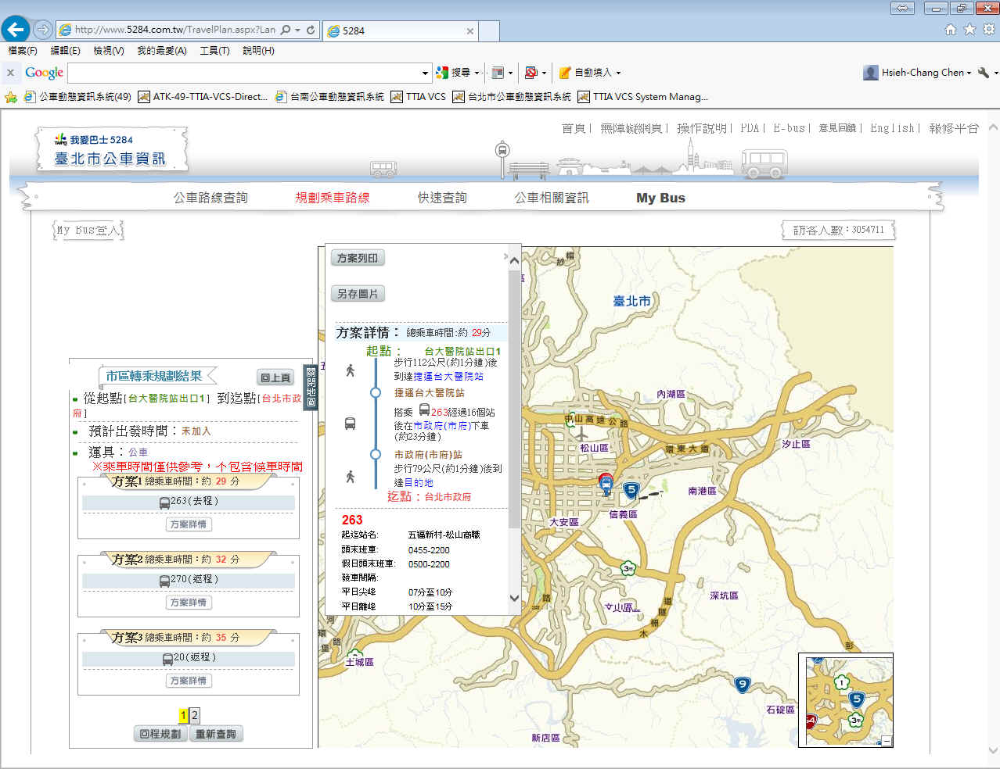 http://www.5284.com.tw/TravelPlan.aspx?Lan
5284
檔案(F) 編輯(E) 檢視(V) 我的最愛(A) 工具(T) 說明(H)
Google 搜尋 自動填入 Hsieh-Chang Chen
公車動態資訊系統(49) ATK-49-TTIA-VCS-Direct... 台南公車動態資訊系統 TTIA VCS 台北市公車動態資訊系統 TTIA VCS System Manag...
首頁| 無障礙網頁| 操作說明| PDA| E-bus| 意見回饋| English| 報修平台
我愛巴士5284
臺北市公車資訊
公車路線查詢 規劃乘車路線 快速查詢 公車相關資訊 My Bus
My Bus登入
訪客人數：3054711
市區轉乘規劃結果
回上頁
從起點[台大醫院站出口1] 到迄點[台北市政
府]
預計出發時間：未加入
運具：公車
※乘車時間僅供參考，不包含候車時間
方案1 總乘車時間：約 29 分
263(去程)
方案詳情
方案2 總乘車時間：約 32 分
270(返程)
方案詳情
方案3 總乘車時間：約 35 分
20(返程)
方案詳情
1 2
回程規劃 重新查詢
關閉地圖
方案列印
另存圖片
方案詳情： 總乘車時間:約 29分
起點： 台大醫院站出口1
步行112公尺(約1分鐘)後
到達捷運台大醫院站
捷運台大醫院站
搭乘 263經過16個站
後在市政府(市府)下車
(約23分鐘)
市政府(市府)站
步行79公尺(約1分鐘)後到
達目的地
迄點：台北市政府
263
起迄站名: 五福新村-松山商職
頭末班車: 0455-2200
假日頭末班車: 0500-2200
發車間隔:
平日尖峰 07分至10分
平日離峰 10分至15分
臺北市
內湖區
中山高速公路
松山區
環東大道
汐止區
5
南港區
信義區
大安區
3甲
深坑區
文山區
木柵隧道
土城區
9
石碇區
新店區
彭
1
5
3甲